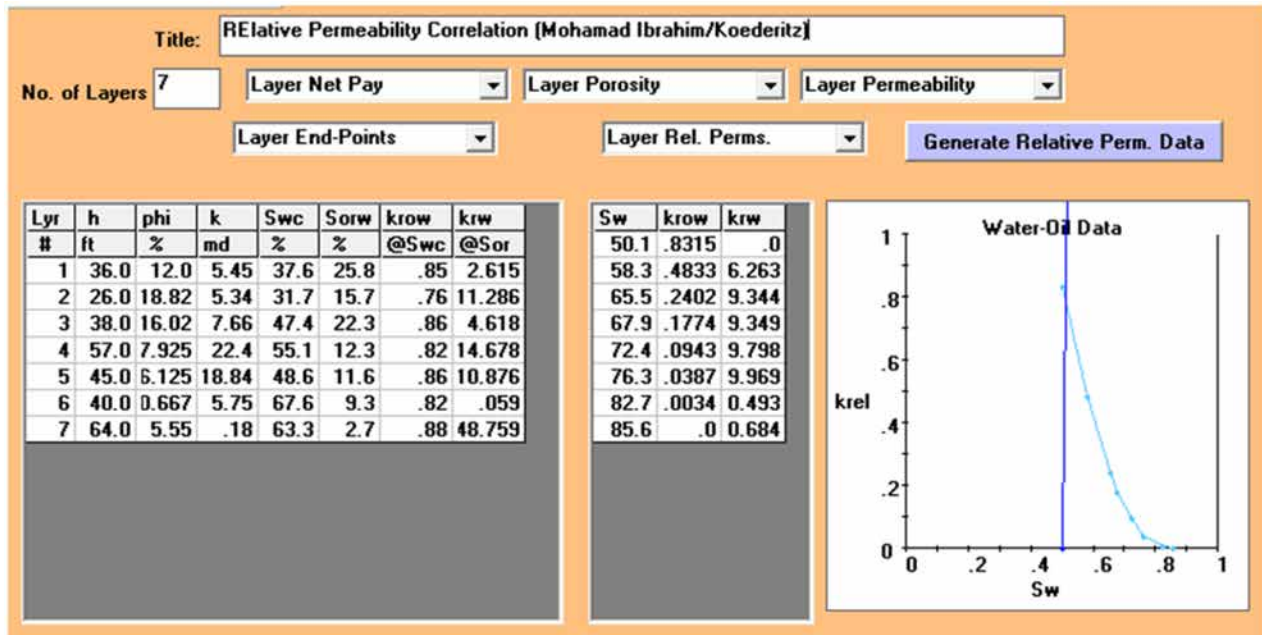 Title: RElative Permeability Correlation (Mohamad Ibrahim/Koederitz)
No. of Layers 7 Layer Net Pay Layer Porosity Layer Permeability
Layer End-Points Layer Rel. Perms. Generate Relative Perm. Data
Lyr h phi k Swc Sorw krow krw
# ft % md % % @Swc @Sor
1 36.0 12.0 5.45 37.6 25.8 .85 2.615
2 26.0 18.82 5.34 31.7 15.7 .76 11.286
3 38.0 16.02 7.66 47.4 22.3 .86 4.618
4 57.0 7.925 22.4 55.1 12.3 .82 14.678
5 45.0 6.125 18.84 48.6 11.6 .86 10.876
6 40.0 0.667 5.75 67.6 9.3 .82 .059
7 64.0 5.55 .18 63.3 2.7 .88 48.759
Sw krow krw
50.1 .8315 .0
58.3 .4833 6.263
65.5 .2402 9.344
67.9 .1774 9.349
72.4 .0943 9.798
76.3 .0387 9.969
82.7 .0034 0.493
85.6 .0 0.684
Water-Oil Data
1
.8
.6
krel
.4
.2
0
0 .2 .4 .6 .8 1
Sw